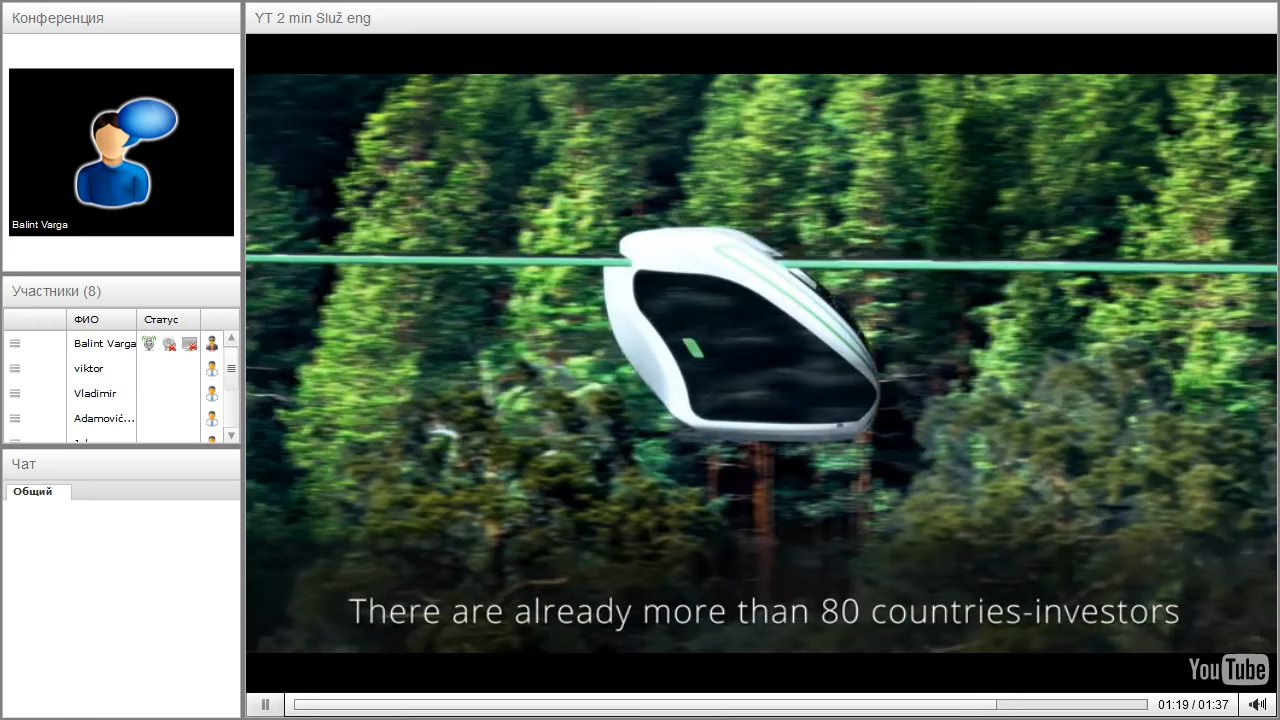 Конференция
Balint Varga
Участники (8)
ФИО
Статус
Balint Varga
viktor
Vladimir
Adamović...
Чат
Общий
YT 2 min Služ eng
There are already more than 80 countries-investors
YouTube
01:19 / 01:37